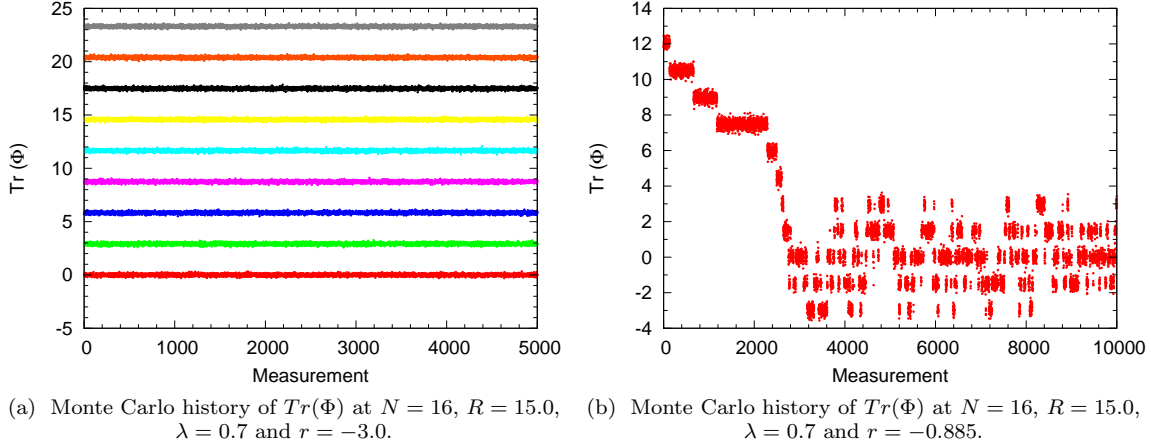 25
20
15
10
5
0
-5
Tr (Φ)
0 1000 2000 3000 4000 5000
Measurement
14
12
10
8
6
4
2
0
-2
-4
Tr (Φ)
0 2000 4000 6000 8000 10000
Measurement
(a) Monte Carlo history of Tr(Φ) at N = 16, R = 15.0,
λ = 0.7 and r = −3.0.
(b) Monte Carlo history of Tr(Φ) at N = 16, R = 15.0,
λ = 0.7 and r = −0.885.